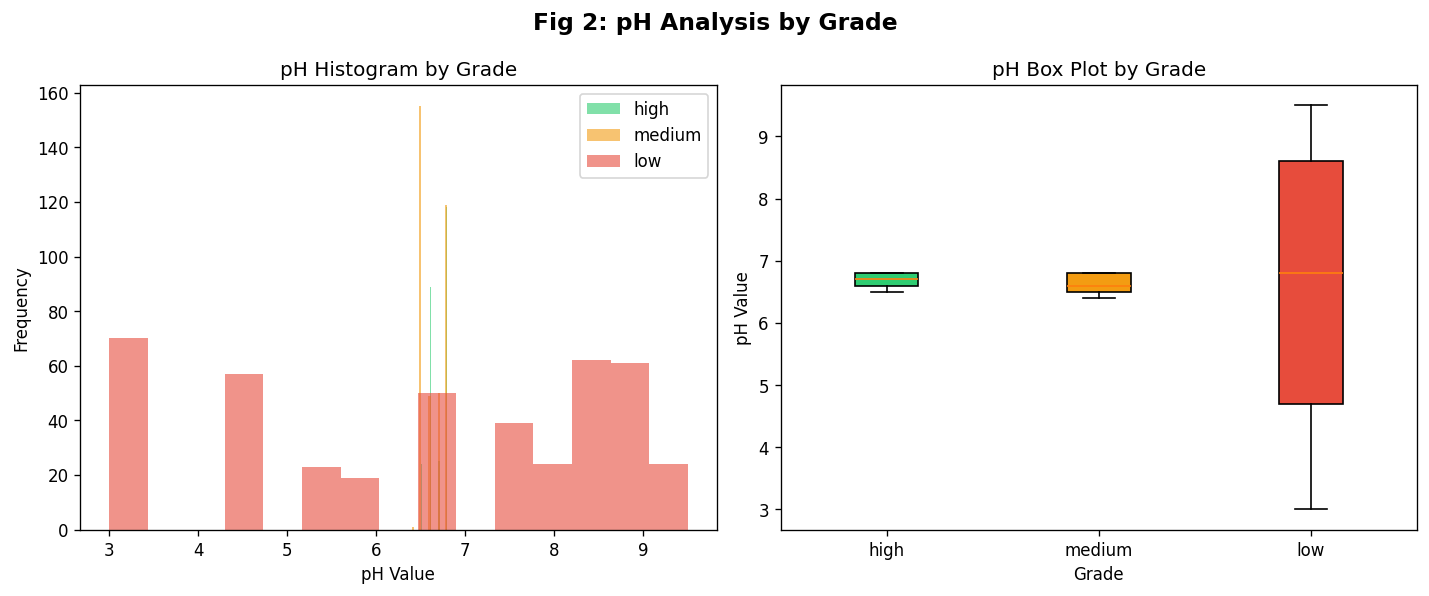 Fig 2: pH Analysis by Grade
pH Histogram by Grade
160
140
120
100
80
60
40
20
0
Frequency
high
medium
low
3 4 5 6 7 8 9
pH Value
pH Box Plot by Grade
9
8
7
6
5
4
3
pH Value
high medium low
Grade